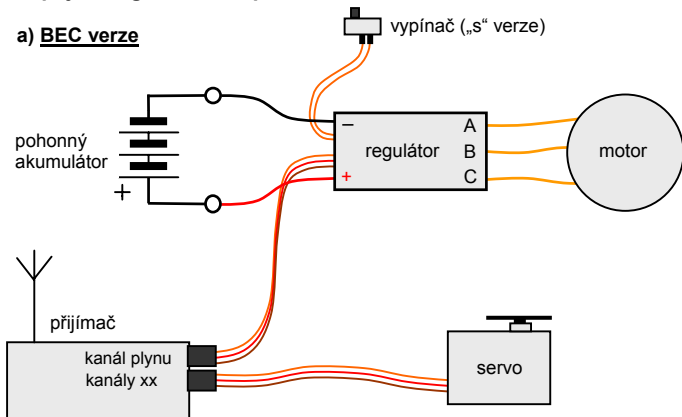 a) BEC verze
vypínač („s“ verze)
pohonný
akumulátor
+
−
+
regulátor
A
B
C
motor
přijímač
kanál plynu
kanály xx
servo